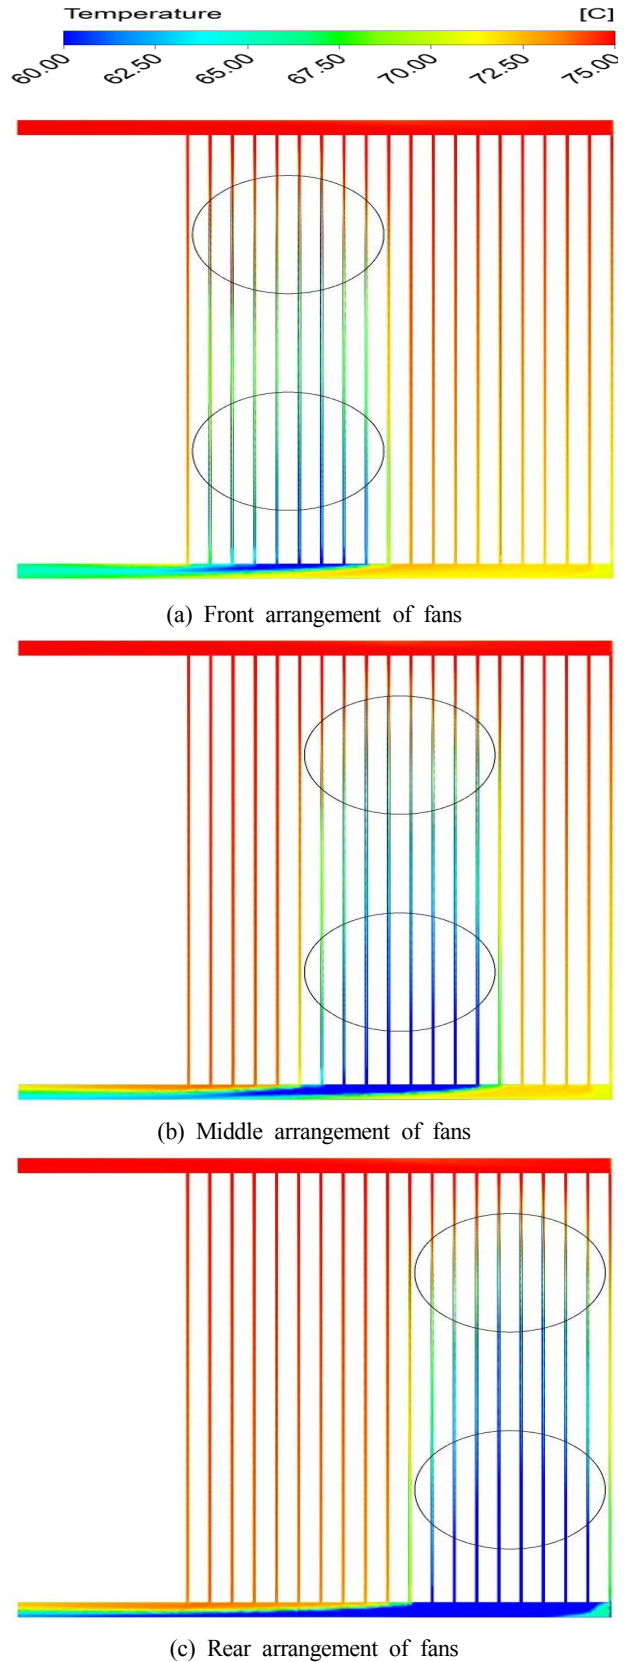 Temperature [C]
60.00 62.50 65.00 67.50 70.00 72.50 75.00
(a) Front arrangement of fans
(b) Middle arrangement of fans
(c) Rear arrangement of fans